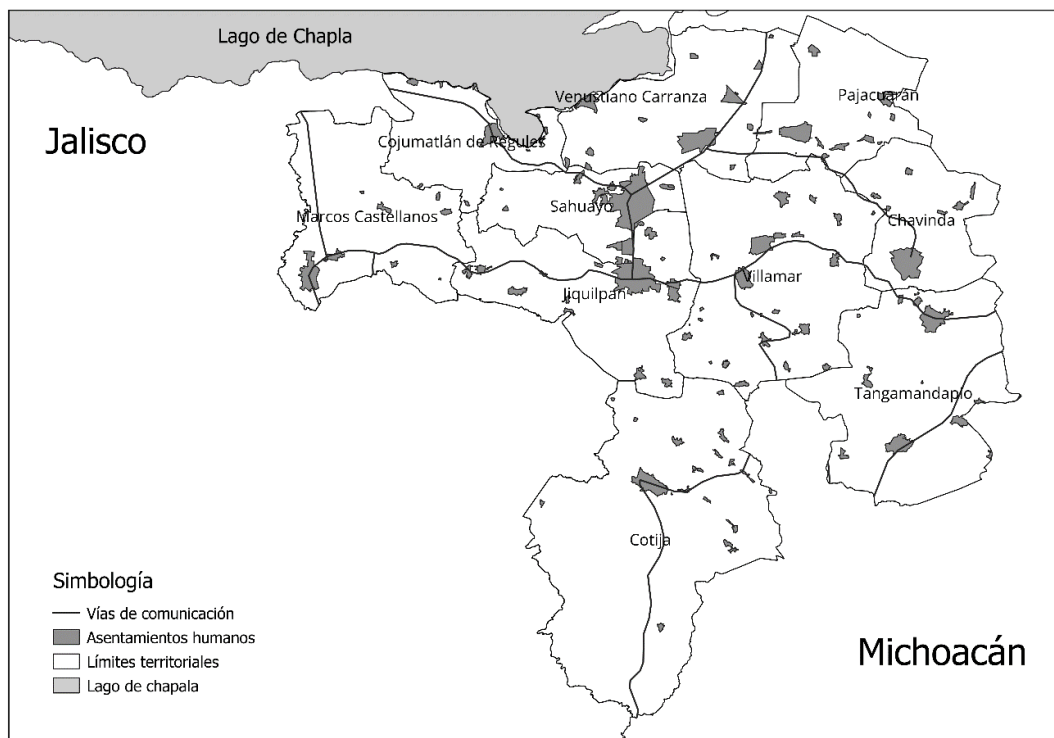 Lago de Chapla
Venustiano Carranza
Pajacuarán
Jalisco
Cojumatlán de Régules
Sahuayo
Marcos Castellanos
Chavinda
Villamar
Jiquilpan
Tangamandapio
Cotija
Simbología
Vías de comunicación
Asentamientos humanos
Límites territoriales
Lago de chapala
Michoacán